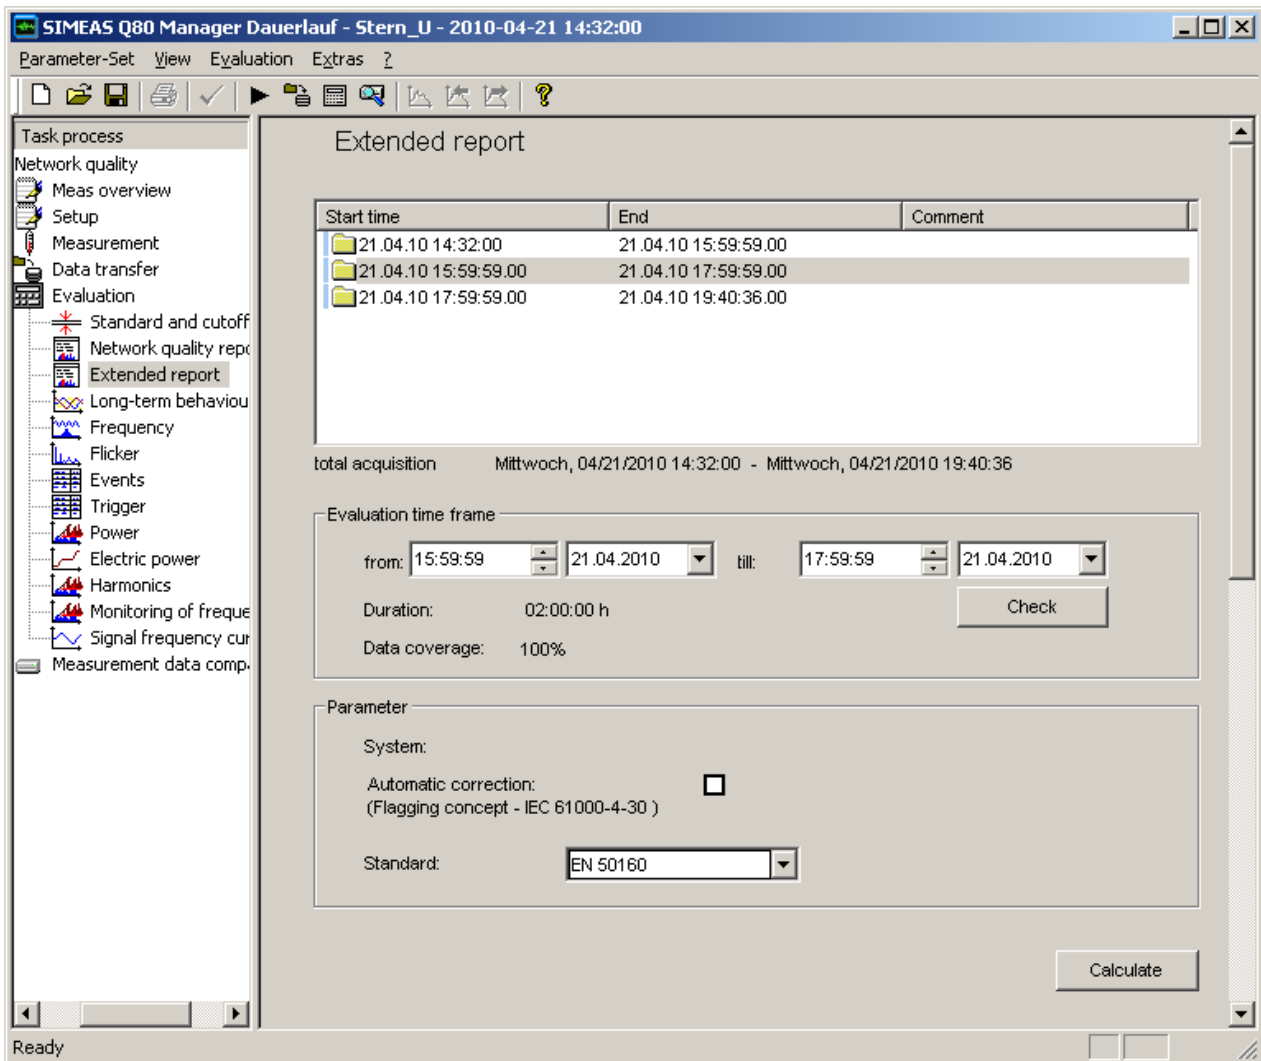 SIMEAS Q80 Manager Dauerlauf - Stern_U - 2010-04-21 14:32:00
Parameter-Set View Evaluation Extras ?
Task process
Network quality
Meas overview
Setup
Measurement
Data transfer
Evaluation
Standard and cutoff
Network quality repo
Extended report
Long-term behaviou
Frequency
Flicker
Events
Trigger
Power
Electric power
Harmonics
Monitoring of freque
Signal frequency cur
Measurement data comp
Extended report
Start time End Comment
21.04.10 14:32:00 21.04.10 15:59:59.00
21.04.10 15:59:59.00 21.04.10 17:59:59.00
21.04.10 17:59:59.00 21.04.10 19:40:36.00
total acquisition Mittwoch, 04/21/2010 14:32:00 - Mittwoch, 04/21/2010 19:40:36
Evaluation time frame
from: 15:59:59 21.04.2010 till: 17:59:59 21.04.2010
Duration: 02:00:00 h
Check
Data coverage: 100%
Parameter
System:
Automatic correction:
(Flagging concept - IEC 61000-4-30 )
Standard: EN 50160
Calculate
Ready